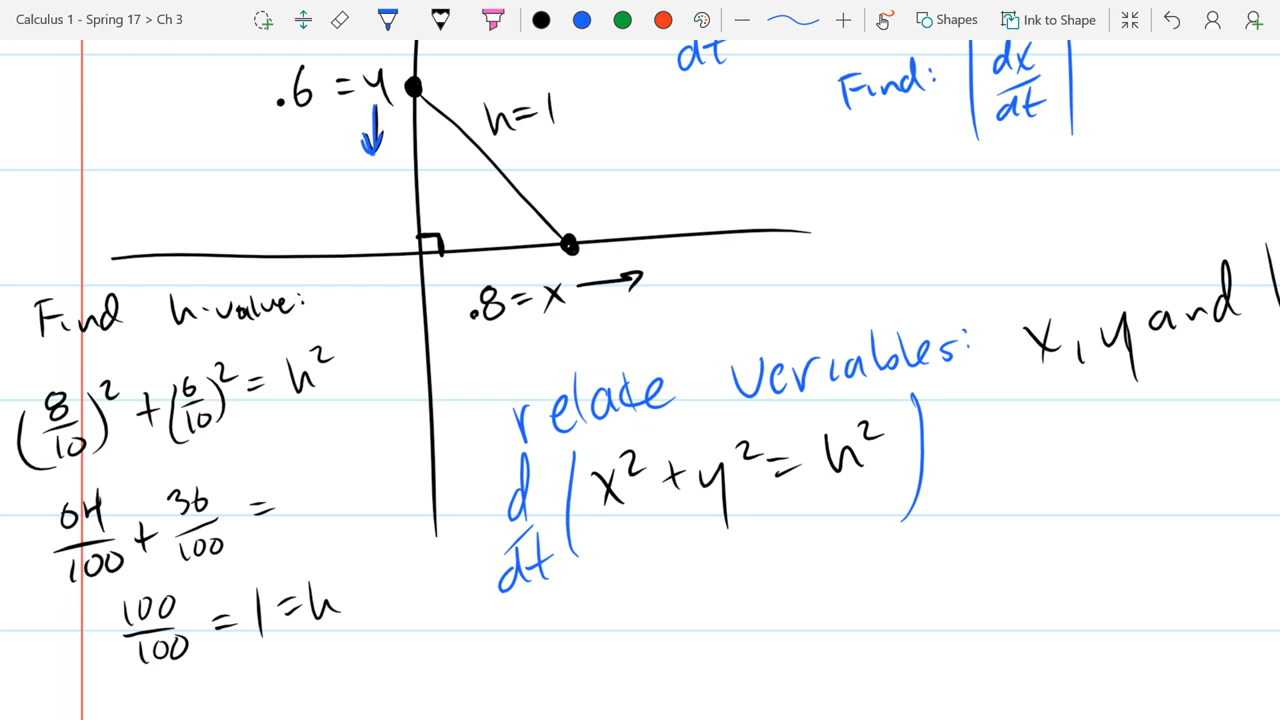 Calculus 1 - Spring 17 > Ch 3
Shapes
Ink to Shape
dt
Find: |dx/dt|
.6 = y
h=1
.8 = x
Find h-value:
(8/10)² + (6/10)² = h²
64/100 + 36/100 =
100/100 = 1 = h
relate variables: x, y and
d/dt (x² + y² = h²)